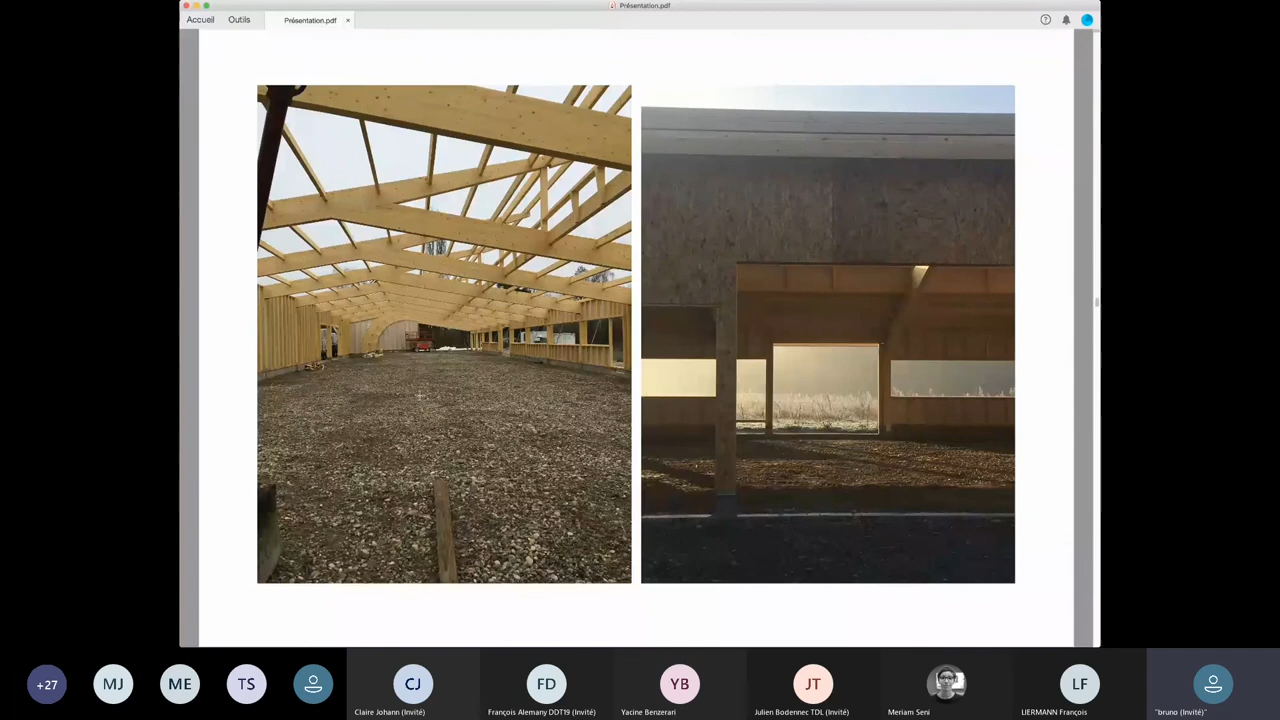 Présentation.pdf
Accueil
Outils
Présentation.pdf ×
?
+27
MJ
ME
TS
CJ
Claire Johann (Invité)
FD
François Alemany DDT19 (Invité)
YB
Yacine Benzerari
JT
Julien Bodennec TDL (Invité)
Meriam Seni
LF
LIERMANN François
"bruno (Invité)"